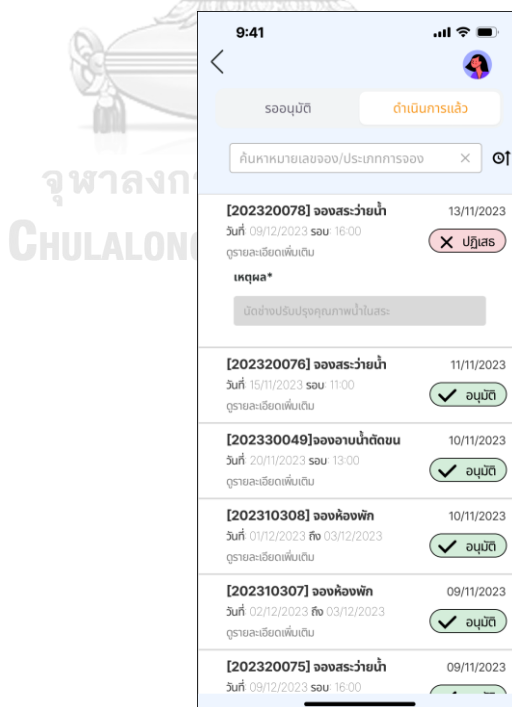 9:41
รออนุมัติ ดำเนินการแล้ว
ค้นหาหมายเลขจอง/ประเภทการจอง
[202320078] จองสระว่ายน้ำ 13/11/2023
วันที่ 09/12/2023 รอบ 16:00
ปฏิเสธ
ดูรายละเอียดเพิ่มเติม
เหตุผล*
นัดช่างปรับปรุงคุณภาพน้ำในสระ
[202320076] จองสระว่ายน้ำ 11/11/2023
วันที่ 15/11/2023 รอบ 11:00
อนุมัติ
ดูรายละเอียดเพิ่มเติม
[202330049]จองอาบน้ำตัดขน 10/11/2023
วันที่ 20/11/2023 รอบ 13:00
อนุมัติ
ดูรายละเอียดเพิ่มเติม
[202310308] จองห้องพัก 10/11/2023
วันที่ 01/12/2023 ถึง 03/12/2023
อนุมัติ
ดูรายละเอียดเพิ่มเติม
[202310307] จองห้องพัก 09/11/2023
วันที่ 02/12/2023 ถึง 03/12/2023
อนุมัติ
ดูรายละเอียดเพิ่มเติม
[202320075] จองสระว่ายน้ำ 09/11/2023
วันที่ 09/12/2023 รอบ 16:00
จุฬาลงก
CHULALON